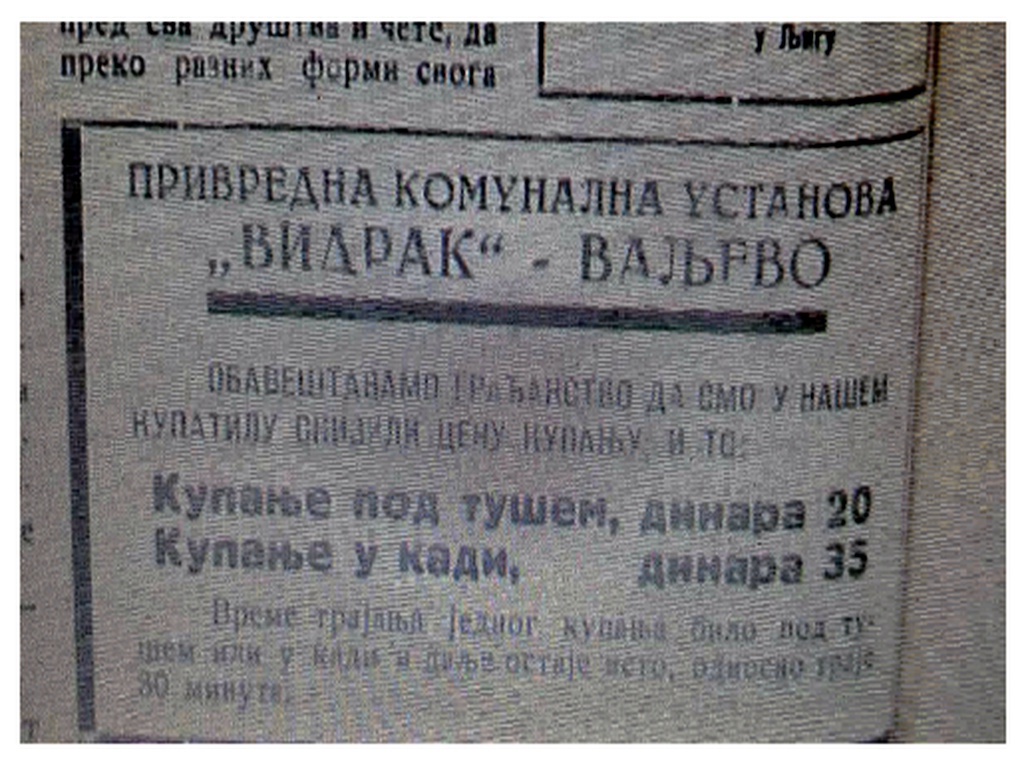 пред сва друштва и чете, да
преко разних форми свога
у Љигу
ПРИВРЕДНА КОМУНАЛНА УСТАНОВА
„ВИДРАК“ - ВАЉЕВО
ОБАВЕШТАВАМО ГРАЂАНСТВО ДА СМО У НАШЕМ
КУПАТИЛУ СНИЗИЛИ ЦЕНУ КУПАЊУ, И ТО:
Купање под тушем, динара 20
Купање у кади, динара 35
Време трајања једног купања било под ту-
шем или у кади и даље остаје исто, односно траје
30 минута.